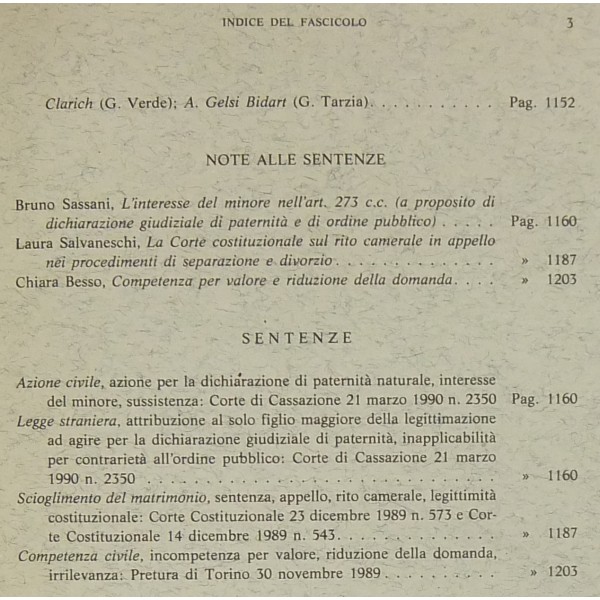 INDICE DEL FASCICOLO 3
Clarich (G. Verde); A. Gelsi Bidart (G. Tarzia). . . . . . . . . . . Pag. 1152
NOTE ALLE SENTENZE
Bruno Sassani, L'interesse del minore nell'art. 273 c.c. (a proposito di
dichiarazione giudiziale di paternità e di ordine pubblico) . . . . . Pag. 1160
Laura Salvaneschi, La Corte costituzionale sul rito camerale in appello
nei procedimenti di separazione e divorzio . . . . . . . . . . . . . » 1187
Chiara Besso, Competenza per valore e riduzione della domanda. . . . » 1203
SENTENZE
Azione civile, azione per la dichiarazione di paternità naturale, interesse
del minore, sussistenza: Corte di Cassazione 21 marzo 1990 n. 2350 Pag. 1160
Legge straniera, attribuzione al solo figlio maggiore della legittimazione
ad agire per la dichiarazione giudiziale di paternità, inapplicabilità
per contrarietà all'ordine pubblico: Corte di Cassazione 21 marzo
1990 n. 2350 . . . . . . . . . . . . . . . . . . . . . . . . . . . » 1160
Scioglimento del matrimonio, sentenza, appello, rito camerale, legittimità
costituzionale: Corte Costituzionale 23 dicembre 1989 n. 573 e Cor-
te Costituzionale 14 dicembre 1989 n. 543. . . . . . . . . . . . . » 1187
Competenza civile, incompetenza per valore, riduzione della domanda,
irrilevanza: Pretura di Torino 30 novembre 1989 . . . . . . . . . . » 1203